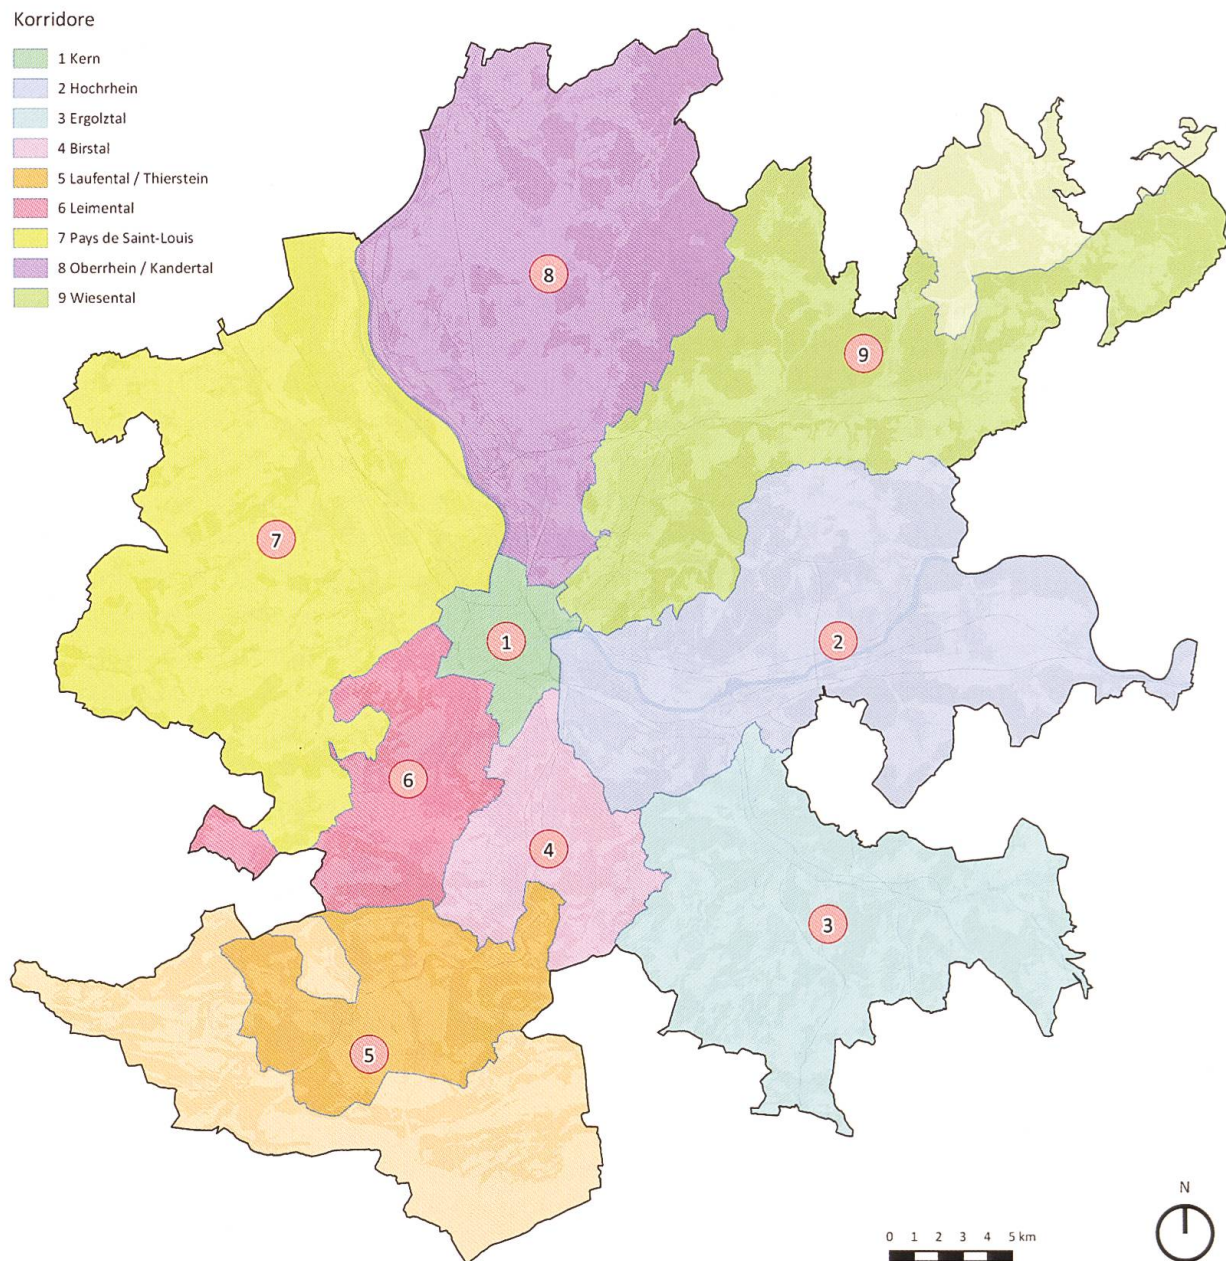 Korridore
1 Kern
2 Hochrhein
3 Ergolztal
4 Birstal
5 Laufental / Thierstein
6 Leimental
7 Pays de Saint-Louis
8 Oberrhein / Kandertal
9 Wiesental
8
9
7
1
2
6
4
3
5
N
0 1 2 3 4 5 km